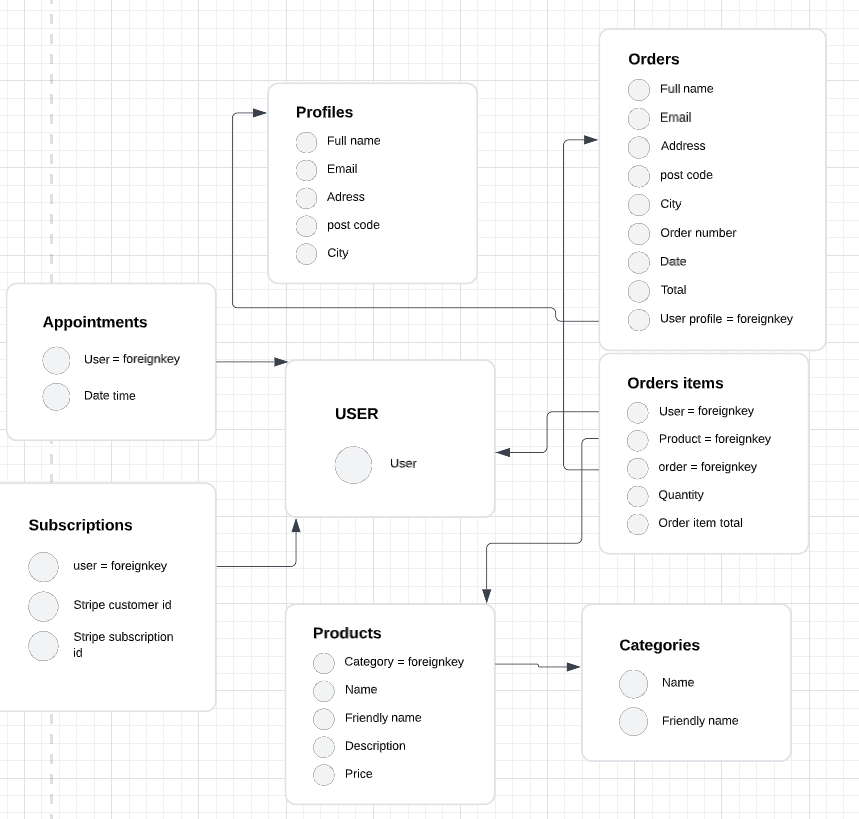 Orders
Full name
Email
Address
post code
City
Order number
Date
Total
User profile = foreignkey
Profiles
Full name
Email
Adress
post code
City
Appointments
User = foreignkey
Date time
USER
User
Orders items
User = foreignkey
Product = foreignkey
order = foreignkey
Quantity
Order item total
Subscriptions
user = foreignkey
Stripe customer id
Stripe subscription
id
Products
Category = foreignkey
Name
Friendly name
Description
Price
Categories
Name
Friendly name